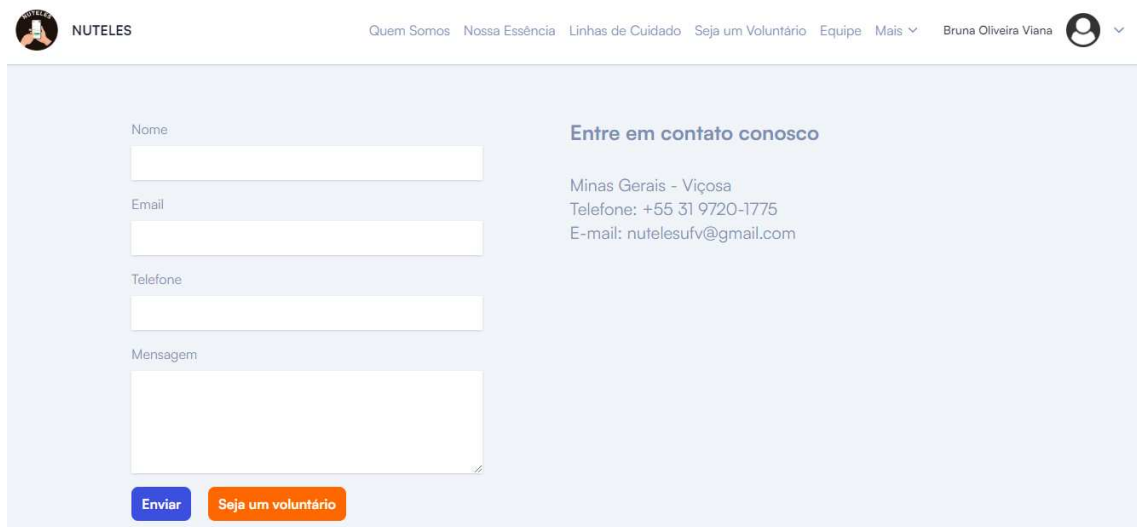 NUTELES
NUTELES
Quem Somos Nossa Essência Linhas de Cuidado Seja um Voluntário Equipe Mais Bruna Oliveira Viana
Nome
Email
Telefone
Mensagem
Enviar Seja um voluntário
Entre em contato conosco
Minas Gerais - Viçosa
Telefone: +55 31 9720-1775
E-mail: nutelesufv@gmail.com